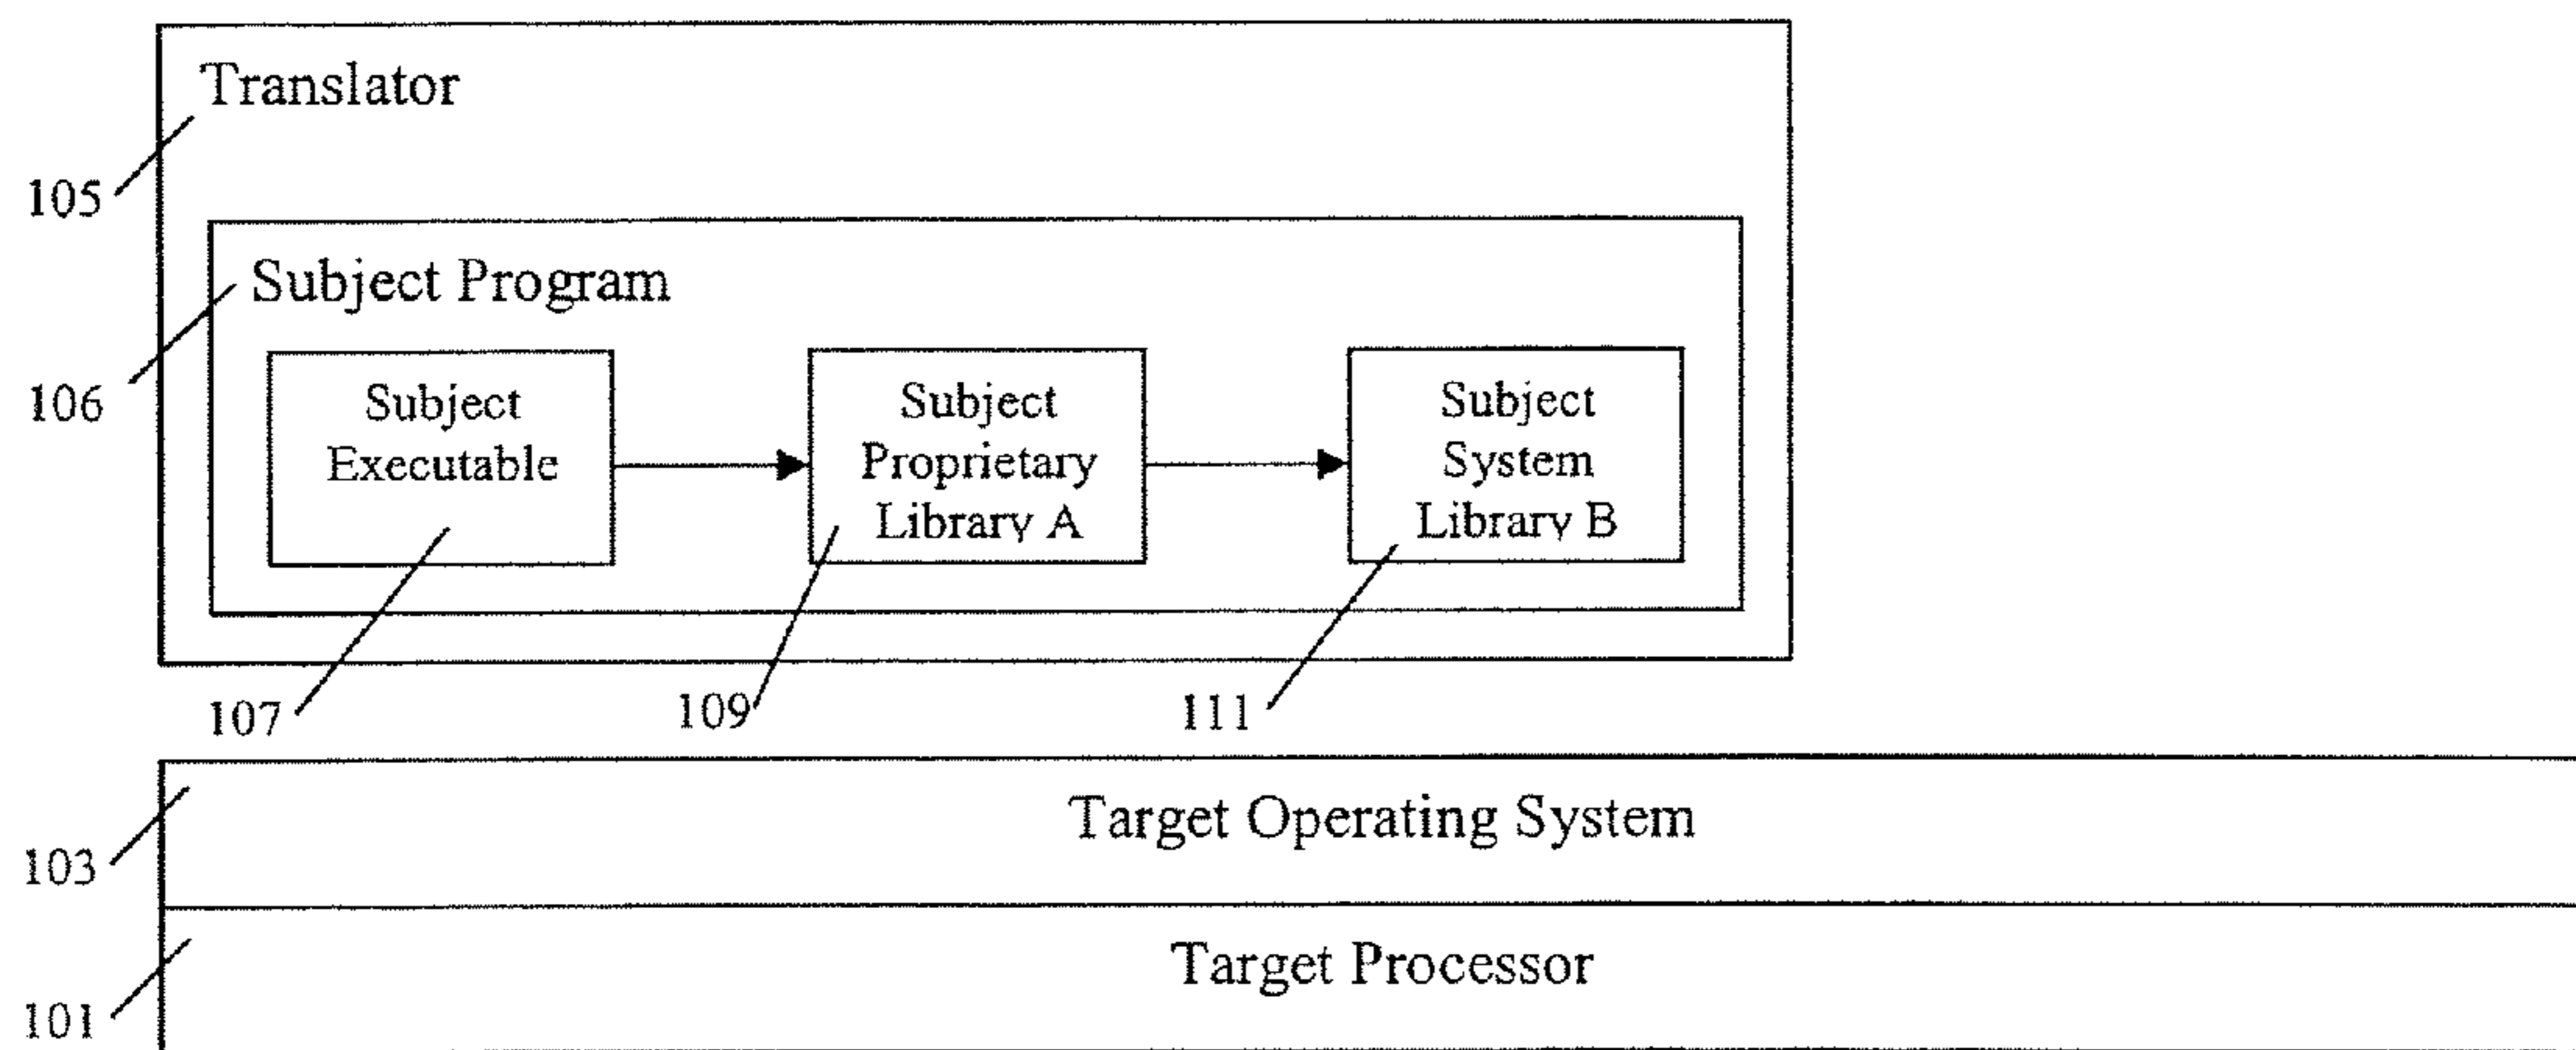 Translator
105
Subject Program
106
Subject
Executable
Subject
Proprietary
Library A
Subject
System
Library B
107
109
111
Target Operating System
103
Target Processor
101